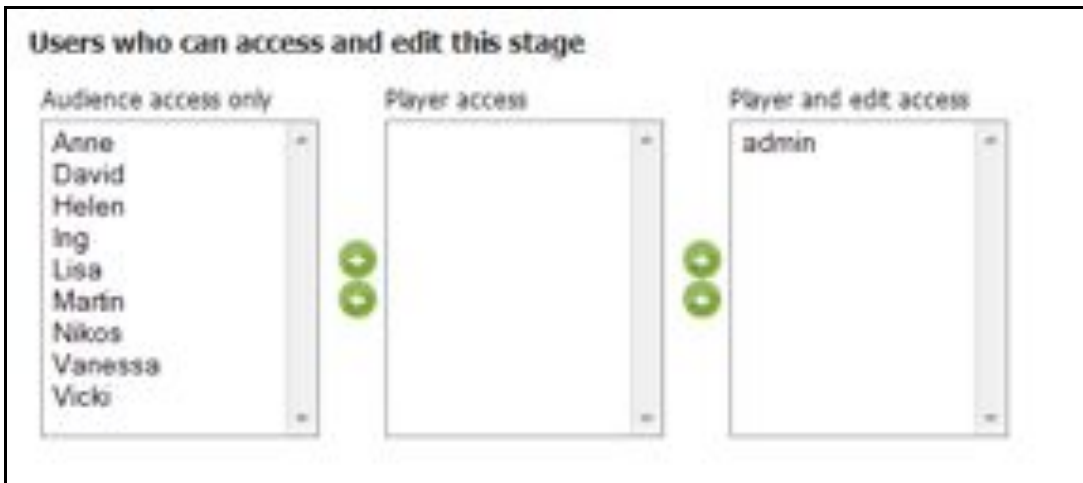 Users who can access and edit this stage
Audience access only
Player access
Player and edit access
Anne
David
Helen
Ing
Lisa
Martin
Nikos
Vanessa
Vicki
admin